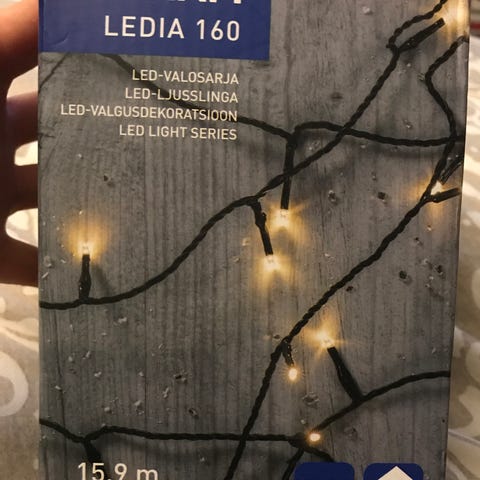 LEDIA 160
LED-VALOSARJA
LED-LJUSSLINGA
LED-VALGUSDEKORATSIOON
LED LIGHT SERIES
15,9 m